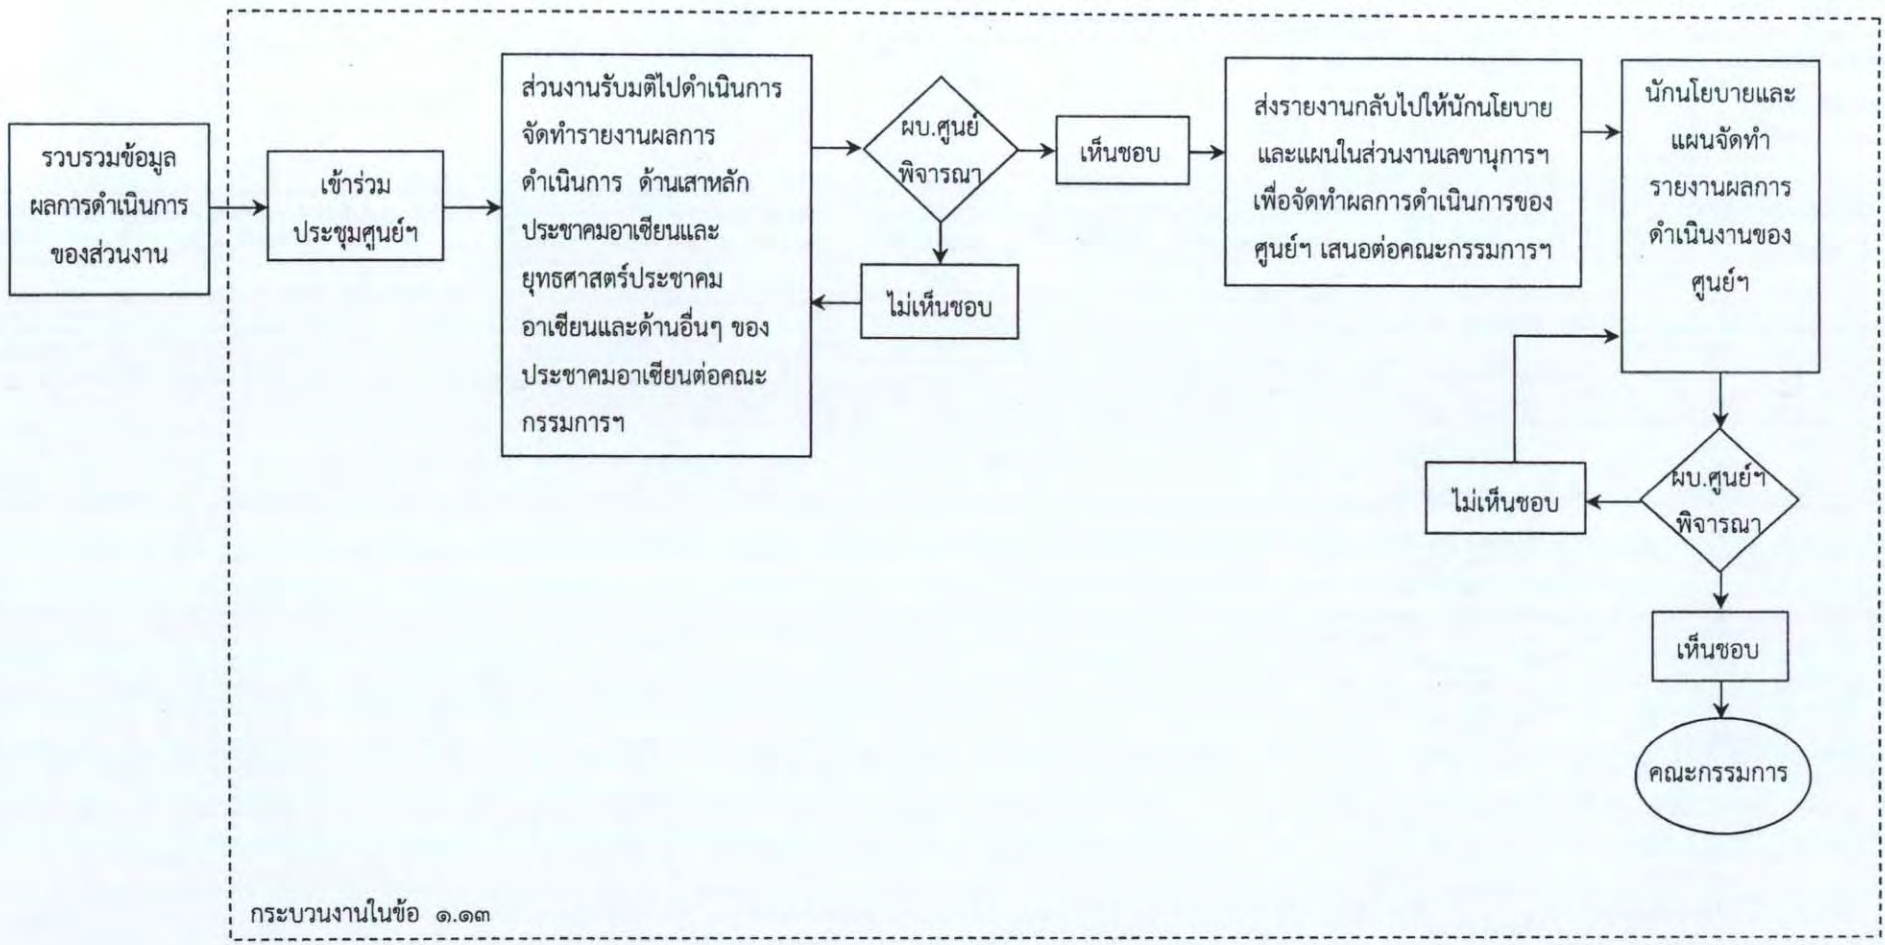 รวบรวมข้อมูล
ผลการดำเนินการ
ของส่วนงาน
เข้าร่วม
ประชุมศูนย์ฯ
ส่วนงานรับมติไปดำเนินการ
จัดทำรายงานผลการ
ดำเนินการ ด้านเสาหลัก
ประชาคมอาเซียนและ
ยุทธศาสตร์ประชาคม
อาเซียนและด้านอื่นๆ ของ
ประชาคมอาเซียนต่อคณะ
กรรมการฯ
ผบ.ศูนย์
พิจารณา
ไม่เห็นชอบ
เห็นชอบ
ส่งรายงานกลับไปให้นักนโยบาย
และแผนในส่วนงานเลขานุการฯ
เพื่อจัดทำผลการดำเนินการของ
ศูนย์ฯ เสนอต่อคณะกรรมการฯ
นักนโยบายและ
แผนจัดทำ
รายงานผลการ
ดำเนินงานของ
ศูนย์ฯ
ผบ.ศูนย์ฯ
พิจารณา
ไม่เห็นชอบ
เห็นชอบ
คณะกรรมการ
กระบวนงานในข้อ ๑.๑๓